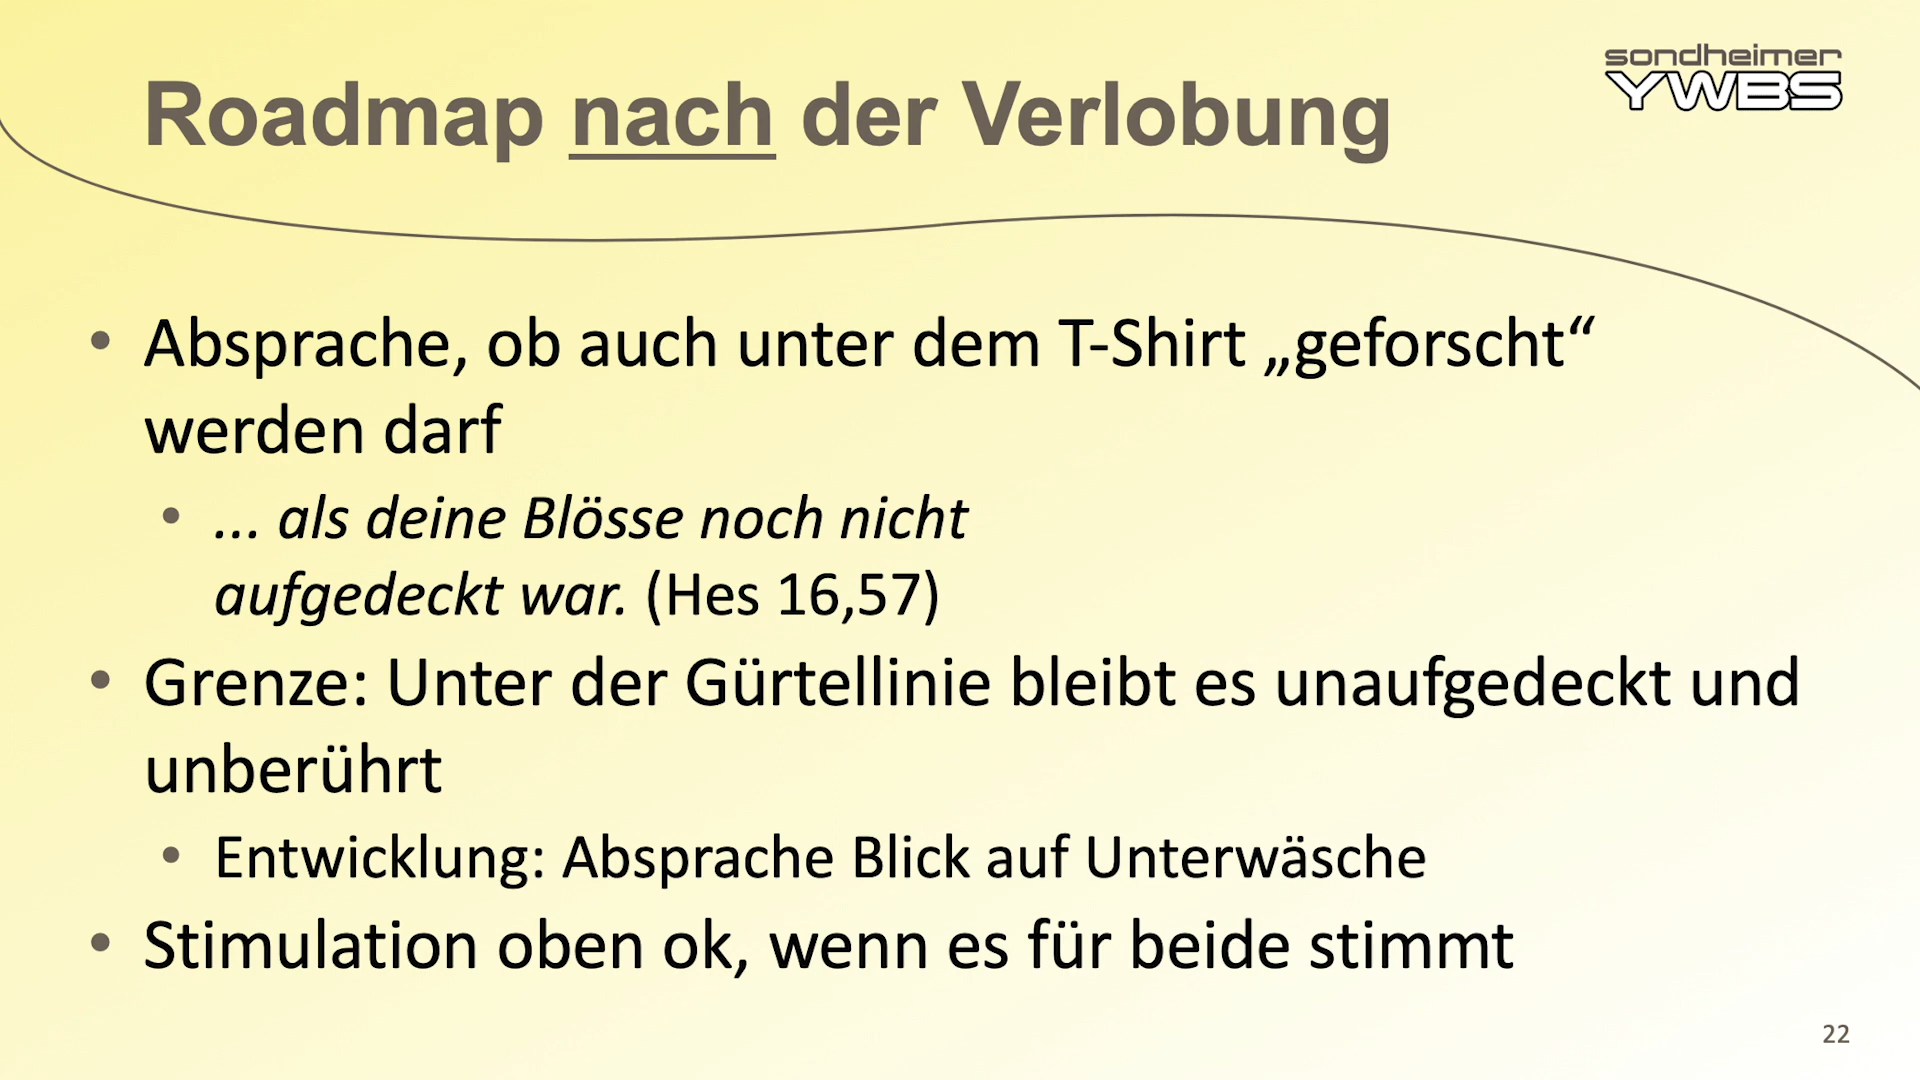 sondheimer
YWBS
Roadmap nach der Verlobung
• Absprache, ob auch unter dem T-Shirt „geforscht“
werden darf
• ... als deine Blösse noch nicht
aufgedeckt war. (Hes 16,57)
• Grenze: Unter der Gürtellinie bleibt es unaufgedeckt und
unberührt
• Entwicklung: Absprache Blick auf Unterwäsche
• Stimulation oben ok, wenn es für beide stimmt
22